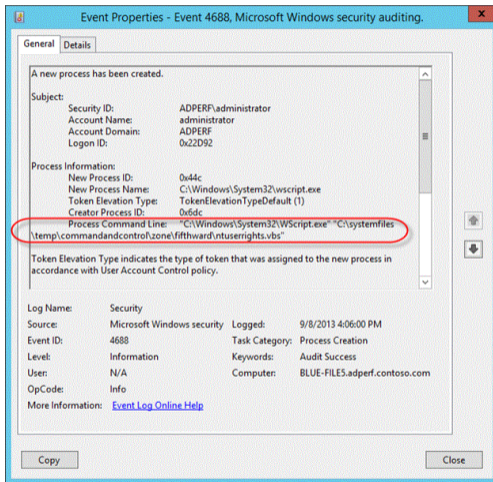 Event Properties - Event 4688, Microsoft Windows security auditing.
x
General Details
A new process has been created.
Subject:
Security ID: ADPERF\administrator
Account Name: administrator
Account Domain: ADPERF
Logon ID: 0x22D92
Process Information:
New Process ID: 0x44c
New Process Name: C:\Windows\System32\wscript.exe
Token Elevation Type: TokenElevationTypeDefault (1)
Creator Process ID: 0x6dc
Process Command Line: "C:\Windows\System32\WScript.exe" "C:\systemfiles
\temp\commandandcontrol\zone\fifthward\ntuserrights.vbs"
Token Elevation Type indicates the type of token that was assigned to the new process in
accordance with User Account Control policy.
Log Name: Security
Source: Microsoft Windows security Logged: 9/8/2013 4:06:00 PM
Event ID: 4688 Task Category: Process Creation
Level: Information Keywords: Audit Success
User: N/A Computer: BLUE-FILE5.adperf.contoso.com
OpCode: Info
More Information: Event Log Online Help
Copy Close